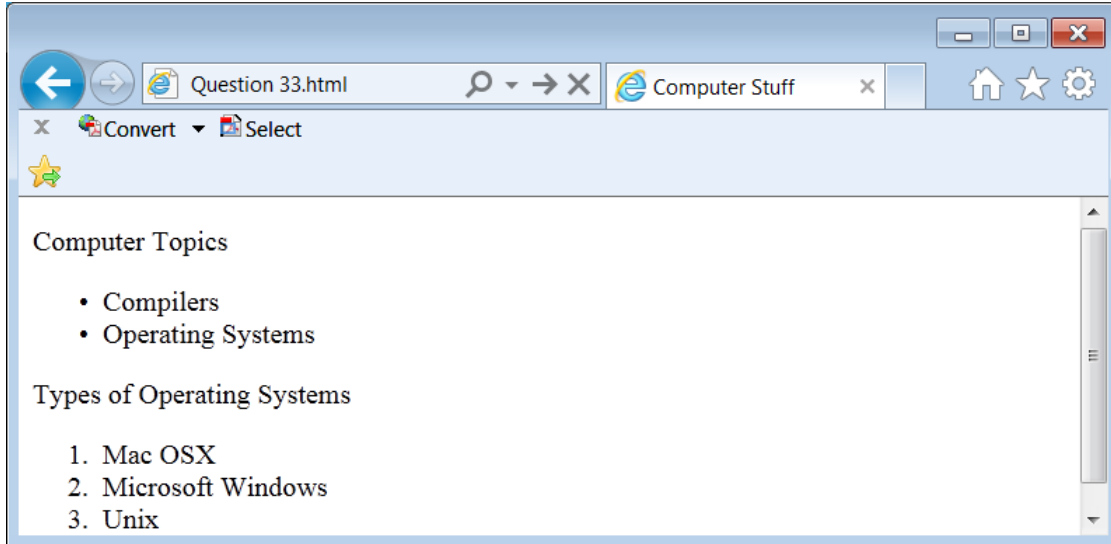 Question 33.html
Computer Stuff
Convert Select
Computer Topics
• Compilers
• Operating Systems
Types of Operating Systems
1. Mac OSX
2. Microsoft Windows
3. Unix